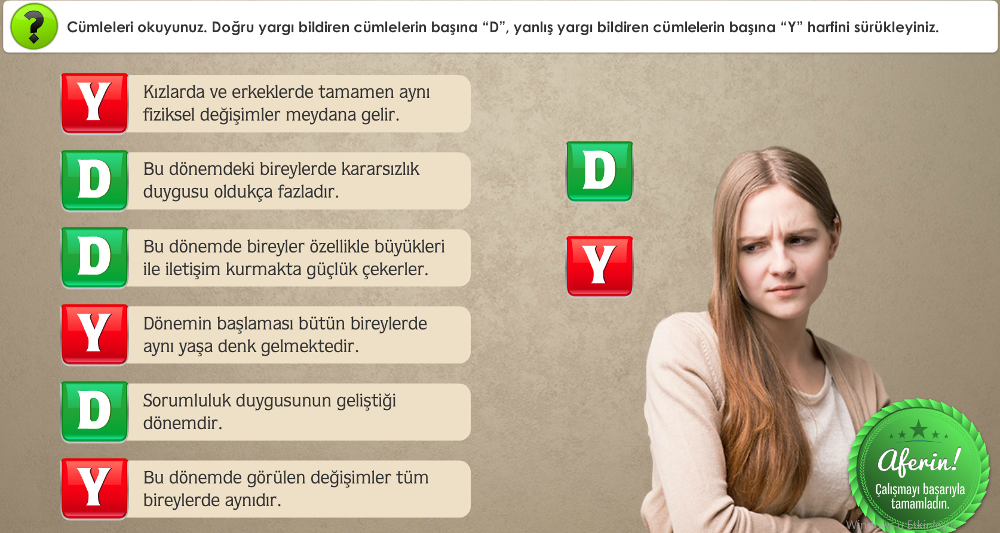 ?
Cümleleri okuyunuz. Doğru yargı bildiren cümlelerin başına “D”, yanlış yargı bildiren cümlelerin başına “Y” harfini sürükleyiniz.
Y
Kızlarda ve erkeklerde tamamen aynı
fiziksel değişimler meydana gelir.
D
Bu dönemdeki bireylerde kararsızlık
duygusu oldukça fazladır.
D
Bu dönemde bireyler özellikle büyükleri
ile iletişim kurmakta güçlük çekerler.
Y
Dönemin başlaması bütün bireylerde
aynı yaşa denk gelmektedir.
D
Sorumluluk duygusunun geliştiği
dönemdir.
Y
Bu dönemde görülen değişimler tüm
bireylerde aynıdır.
D
Y
Aferin!
Çalışmayı başarıyla
tamamladın.